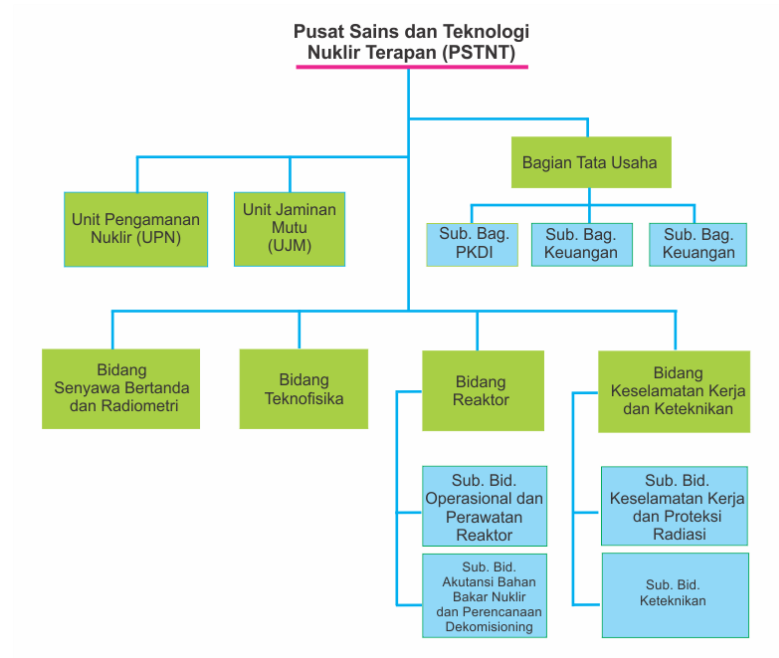 Pusat Sains dan Teknologi
Nuklir Terapan (PSTNT)
Bagian Tata Usaha
Unit Pengamanan
Nuklir (UPN)
Unit Jaminan
Mutu
(UJM)
Sub. Bag.
PKDI
Sub. Bag.
Keuangan
Sub. Bag.
Keuangan
Bidang
Senyawa Bertanda
dan Radiometri
Bidang
Teknofisika
Bidang
Reaktor
Bidang
Keselamatan Kerja
dan Keteknikan
Sub. Bid.
Operasional dan
Perawatan
Reaktor
Sub. Bid.
Keselamatan Kerja
dan Proteksi
Radiasi
Sub. Bid.
Akutansi Bahan
Bakar Nuklir
dan Perencanaan
Dekomisioning
Sub. Bid.
Keteknikan